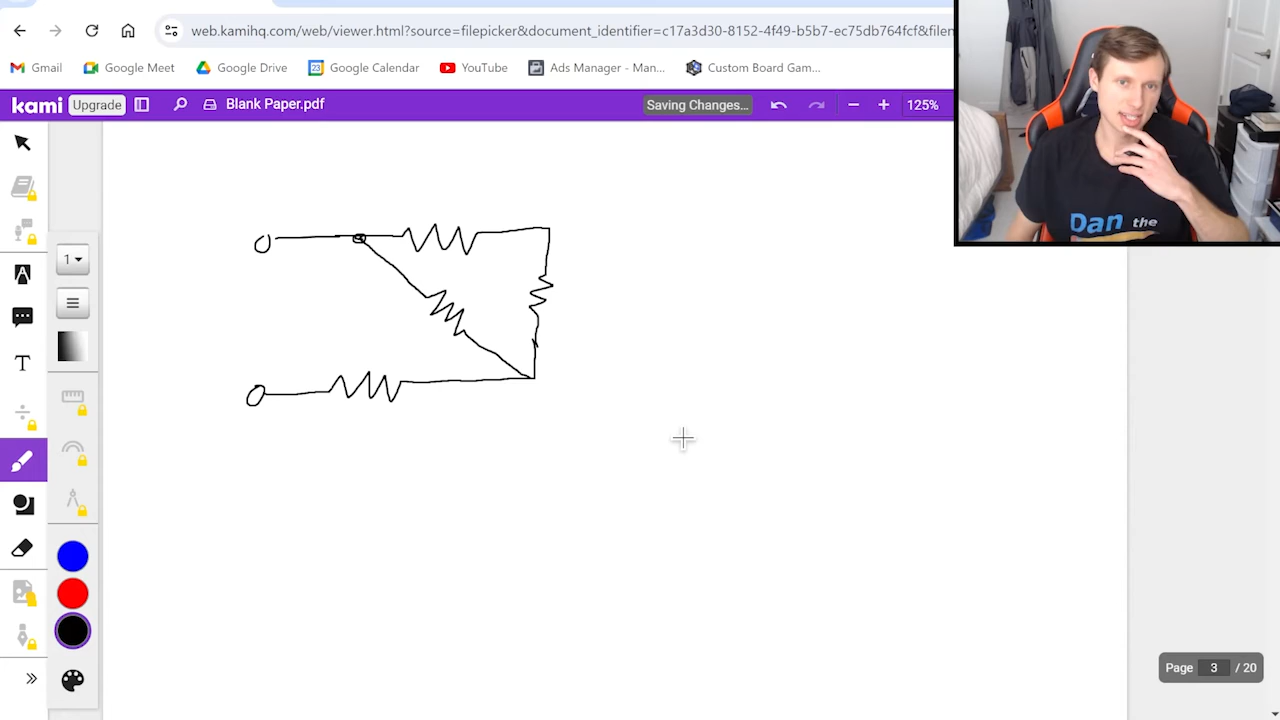 web.kamihq.com/web/viewer.html?source=filepicker&document_identifier=c17a3d30-8152-4f49-b5b7-ec75db764fcf&filen
Gmail Google Meet Google Drive 23 Google Calendar YouTube Ads Manager - Man... Custom Board Gam...
kami Upgrade Blank Paper.pdf Saving Changes... 125%
Dan the
A
1
T
Page 3 / 20